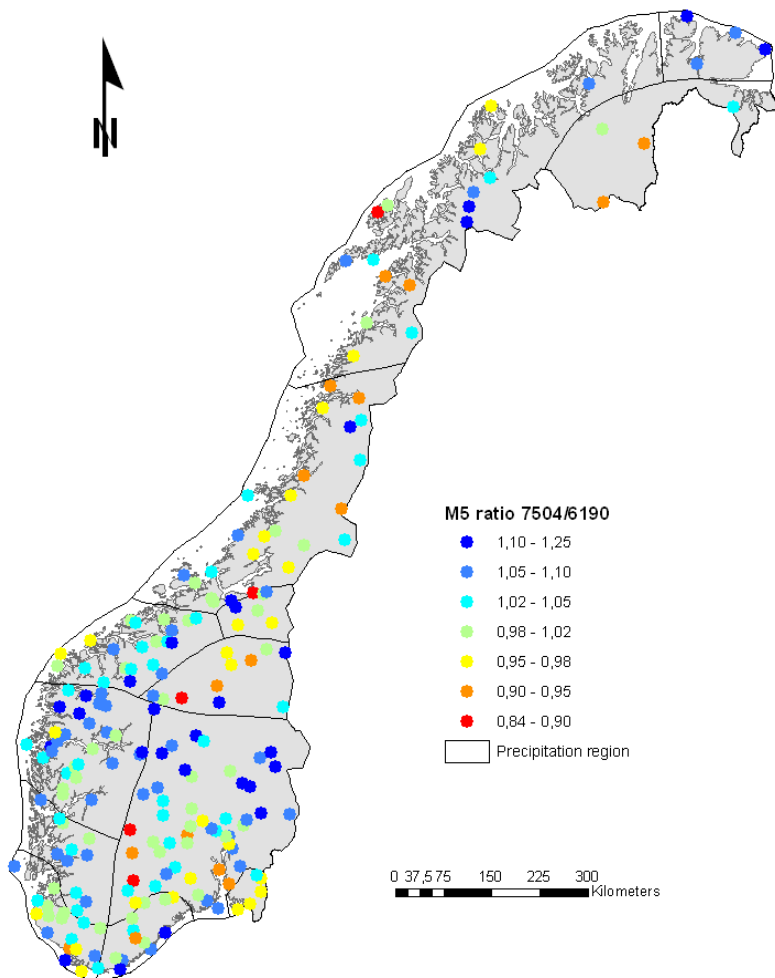 N
M5 ratio 7504/6190
1,10 - 1,25
1,05 - 1,10
1,02 - 1,05
0,98 - 1,02
0,95 - 0,98
0,90 - 0,95
0,84 - 0,90
Precipitation region
0 37,5 75 150 225 300
Kilometers